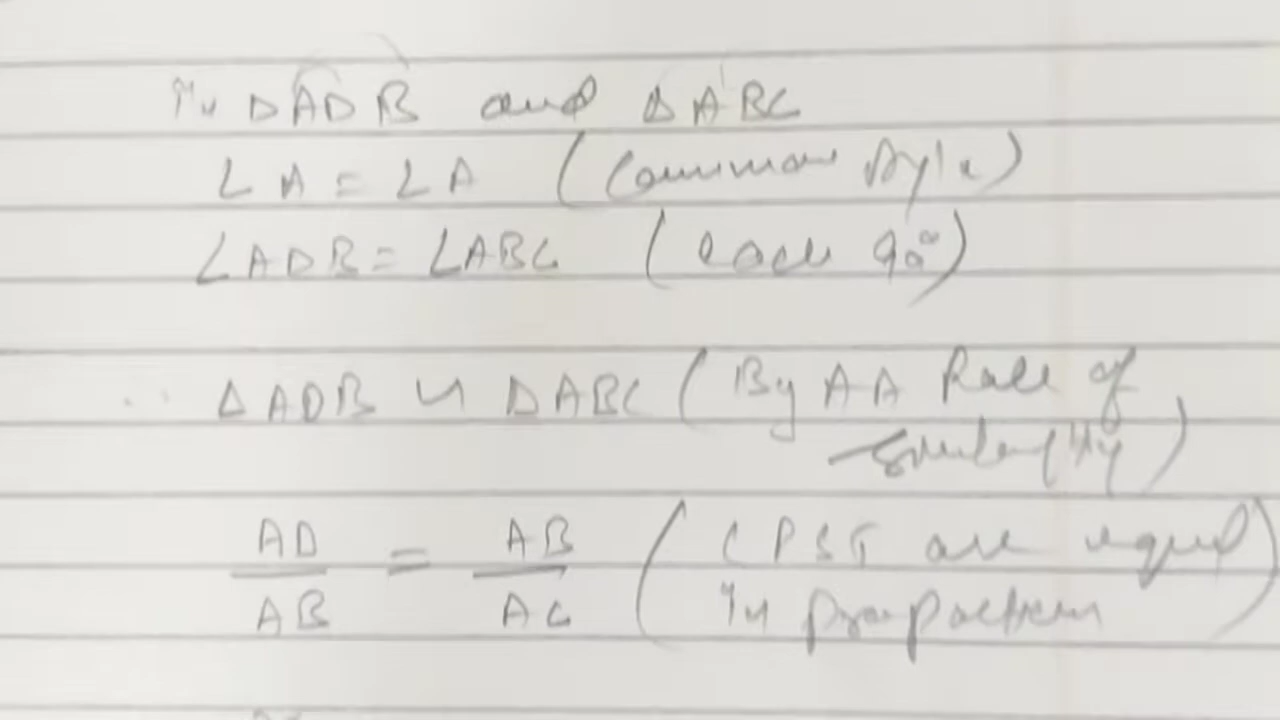 In ΔADB and ΔABC
∠A = ∠A (Common Angle)
∠ADB = ∠ABC (each 90°)
∴ ΔADB ~ ΔABC (By AA Rule of
Similarity)
AD/AB = AB/AC (CPST are equal
in proportion)